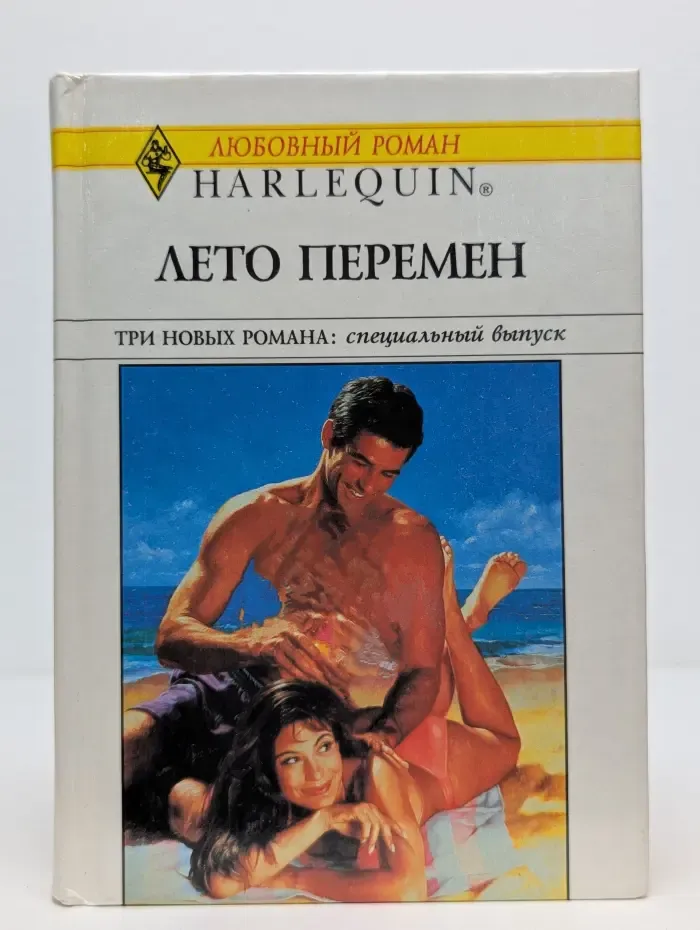 ЛЮБОВНЫЙ РОМАН
HARLEQUIN®
ЛЕТО ПЕРЕМЕН
ТРИ НОВЫХ РОМАНА: специальный выпуск